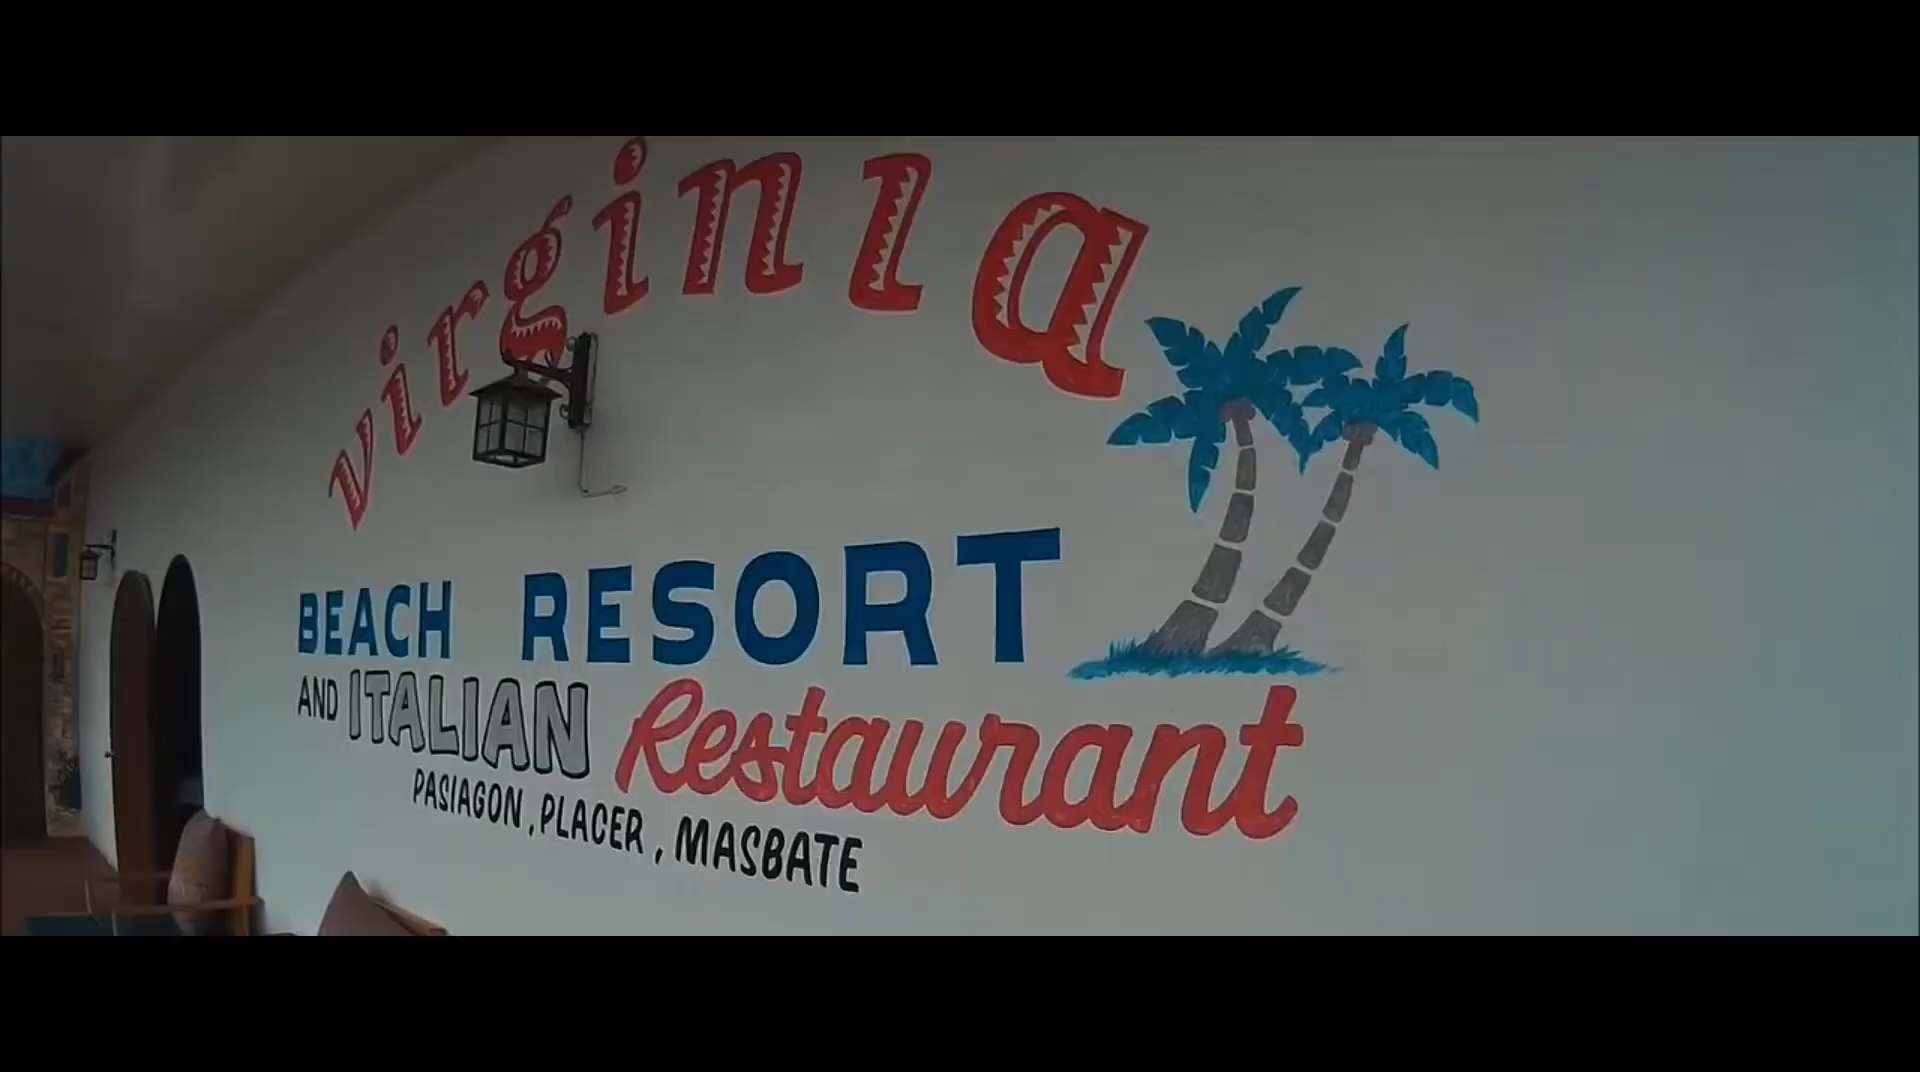 virginia
BEACH RESORT
AND ITALIAN Restaurant
PASIAGON, PLACER, MASBATE